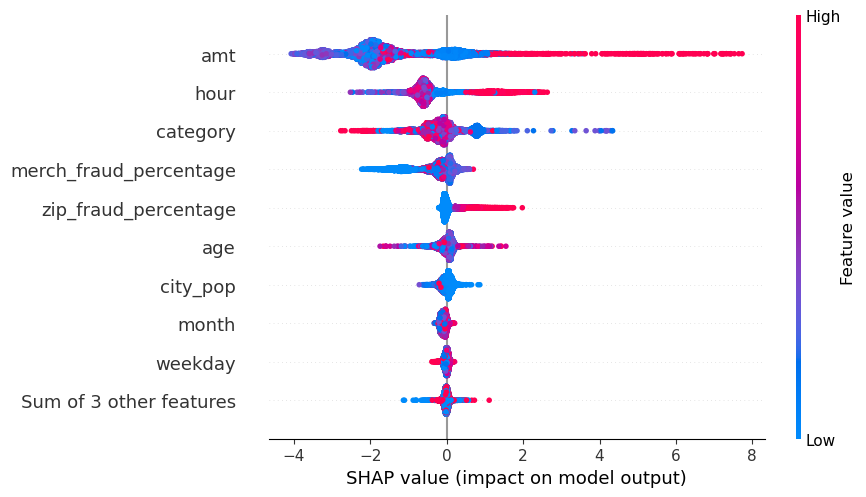 High
amt
hour
category
merch_fraud_percentage
zip_fraud_percentage
age
city_pop
month
weekday
Sum of 3 other features
Low
−4 −2 0 2 4 6 8
SHAP value (impact on model output)
Feature value